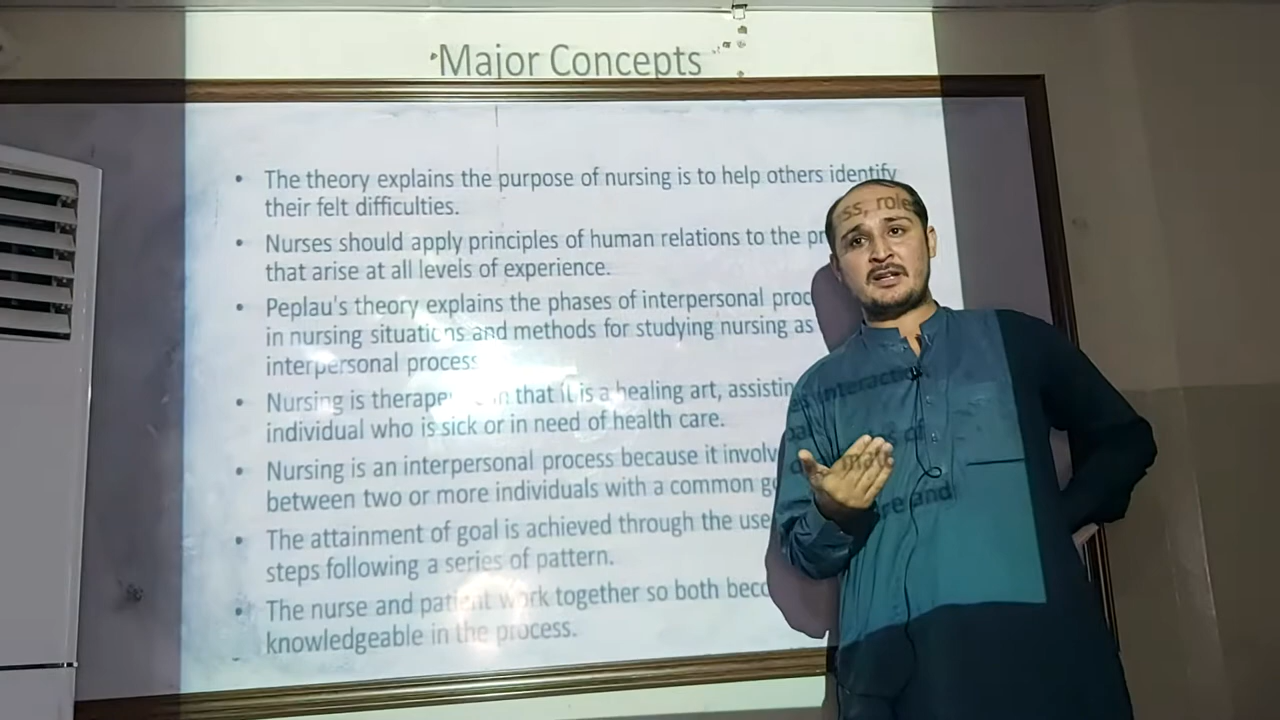 Major Concepts
• The theory explains the purpose of nursing is to help others identify
their felt difficulties.
• Nurses should apply principles of human relations to the
that arise at all levels of experience.
• Peplau's theory explains the phases of interpersonal
in nursing situations and methods for studying nursing as
interpersonal process
• Nursing is in that it is a healing art,
individual who is sick or in need of health care.
• Nursing is an interpersonal process because it interaction
between two or more individuals with a common
• The attainment of goal is achieved through the use of
steps following a series of pattern.
• The nurse and patient work together so both
knowledgeable in the process.